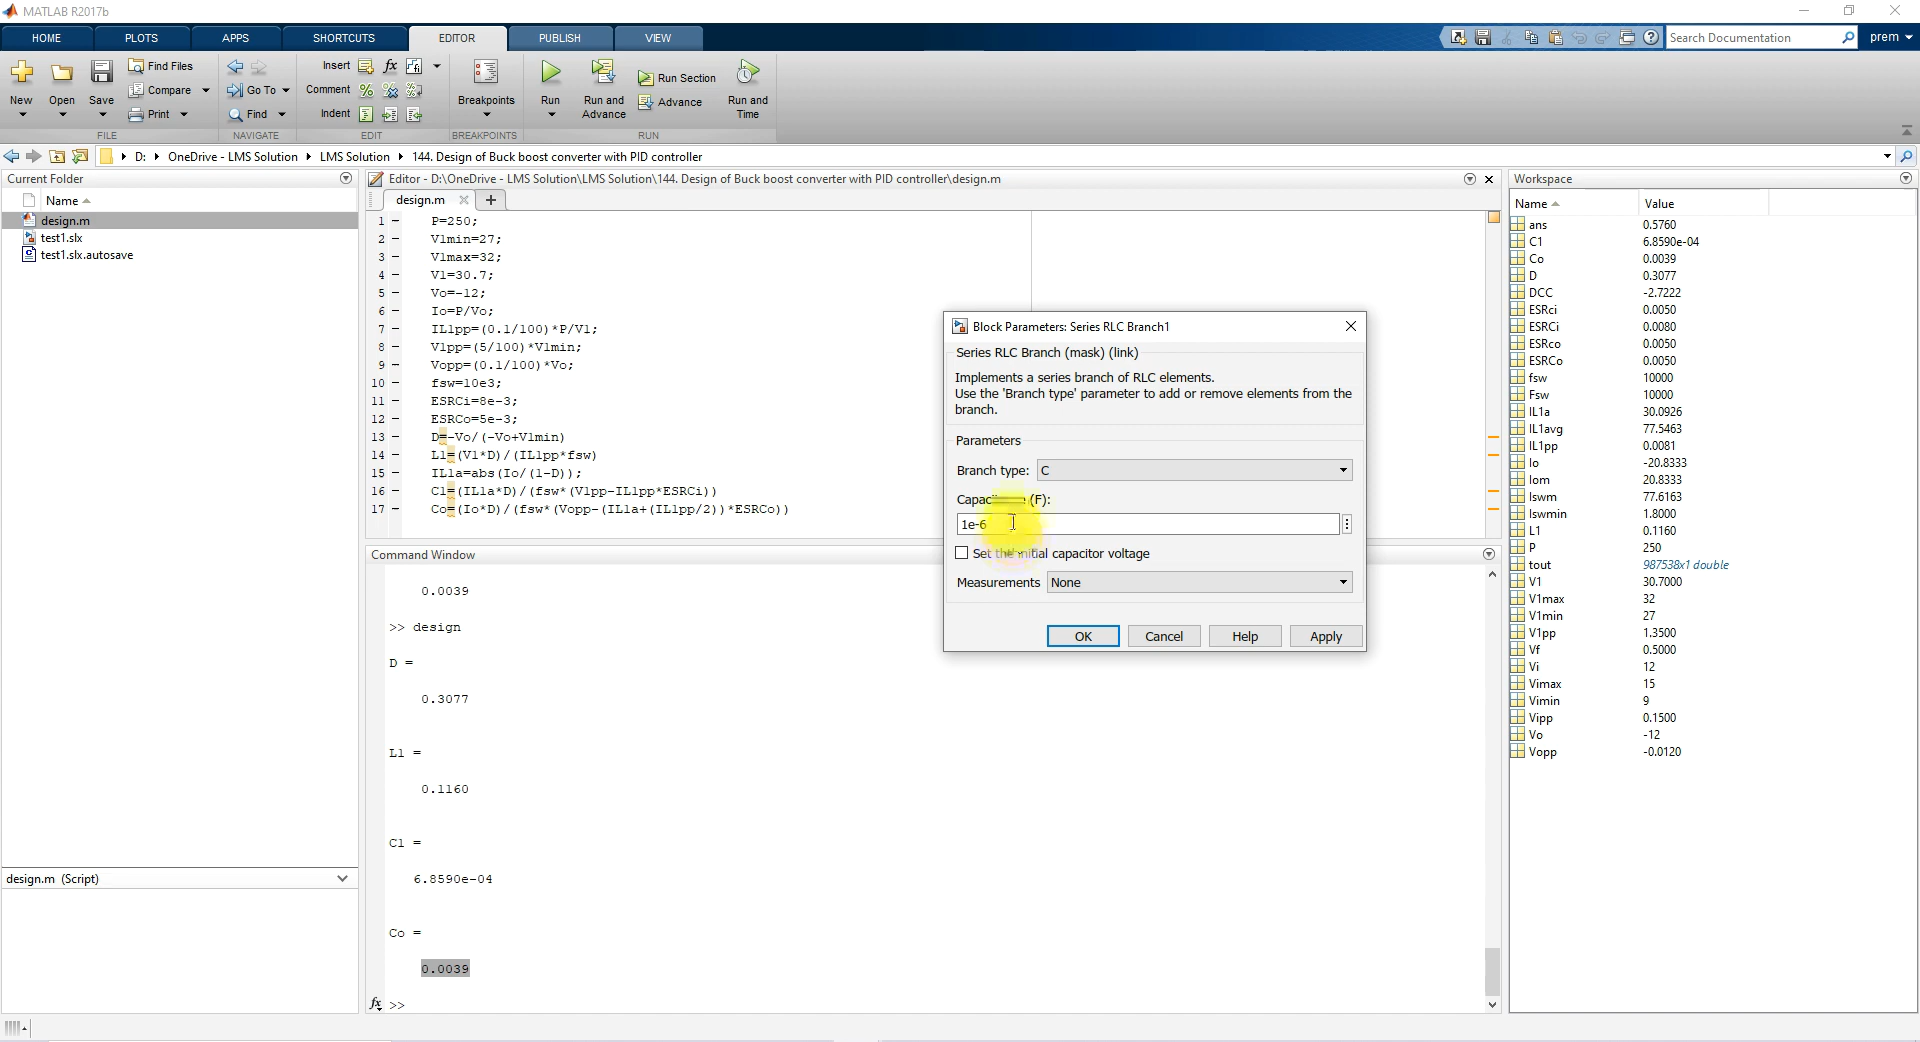 MATLAB R2017b
HOME PLOTS APPS SHORTCUTS EDITOR PUBLISH VIEW
Search Documentation
prem
New
Open
Save
Find Files
Compare
Print
FILE
Go To
Find
NAVIGATE
Insert
fx
Comment
Indent
EDIT
Breakpoints
BREAKPOINTS
Run
Run and
Advance
Run Section
Advance
Run and
Time
RUN
D: OneDrive - LMS Solution LMS Solution 144. Design of Buck boost converter with PID controller
Current Folder
Name
design.m
test1.slx
test1.slx.autosave
design.m (Script)
Editor - D:\OneDrive - LMS Solution\LMS Solution\144. Design of Buck boost converter with PID controller\design.m
design.m
1 - P=250;
2 - V1min=27;
3 - V1max=32;
4 - V1=30.7;
5 - Vo=-12;
6 - Io=P/Vo;
7 - IL1pp=(0.1/100)*P/V1;
8 - V1pp=(5/100)*V1min;
9 - Vopp=(0.1/100)*Vo;
10 - fsw=10e3;
11 - ESRCi=8e-3;
12 - ESRCo=5e-3;
13 - D=-Vo/(-Vo+V1min)
14 - L1=(V1*D)/(IL1pp*fsw)
15 - IL1a=abs(Io/(1-D));
16 - C1=(IL1a*D)/(fsw*(V1pp-IL1pp*ESRCi))
17 - Co=(Io*D)/(fsw*(Vopp-(IL1a+(IL1pp/2))*ESRCo))
Command Window
0.0039
>> design
D =
0.3077
L1 =
0.1160
C1 =
6.8590e-04
Co =
0.0039
fx >>
Block Parameters: Series RLC Branch1
Series RLC Branch (mask) (link)
Implements a series branch of RLC elements.
Use the 'Branch type' parameter to add or remove elements from the
branch.
Parameters
Branch type: C
(F):
1e-6
Set the initial capacitor voltage
Measurements None
OK Cancel Help Apply
Workspace
Name Value
ans 0.5760
C1 6.8590e-04
Co 0.0039
D 0.3077
DCC -2.7222
ESRci 0.0050
ESRCi 0.0080
ESRco 0.0050
ESRCo 0.0050
fsw 10000
Fsw 10000
IL1a 30.0926
IL1avg 77.5463
IL1pp 0.0081
Io -20.8333
Iom 20.8333
Iswm 77.6163
Iswmin 1.8000
L1 0.1160
P 250
tout 987538x1 double
V1 30.7000
V1max 32
V1min 27
V1pp 1.3500
Vf 0.5000
Vi 12
Vimax 15
Vimin 9
Vipp 0.1500
Vo -12
Vopp -0.0120